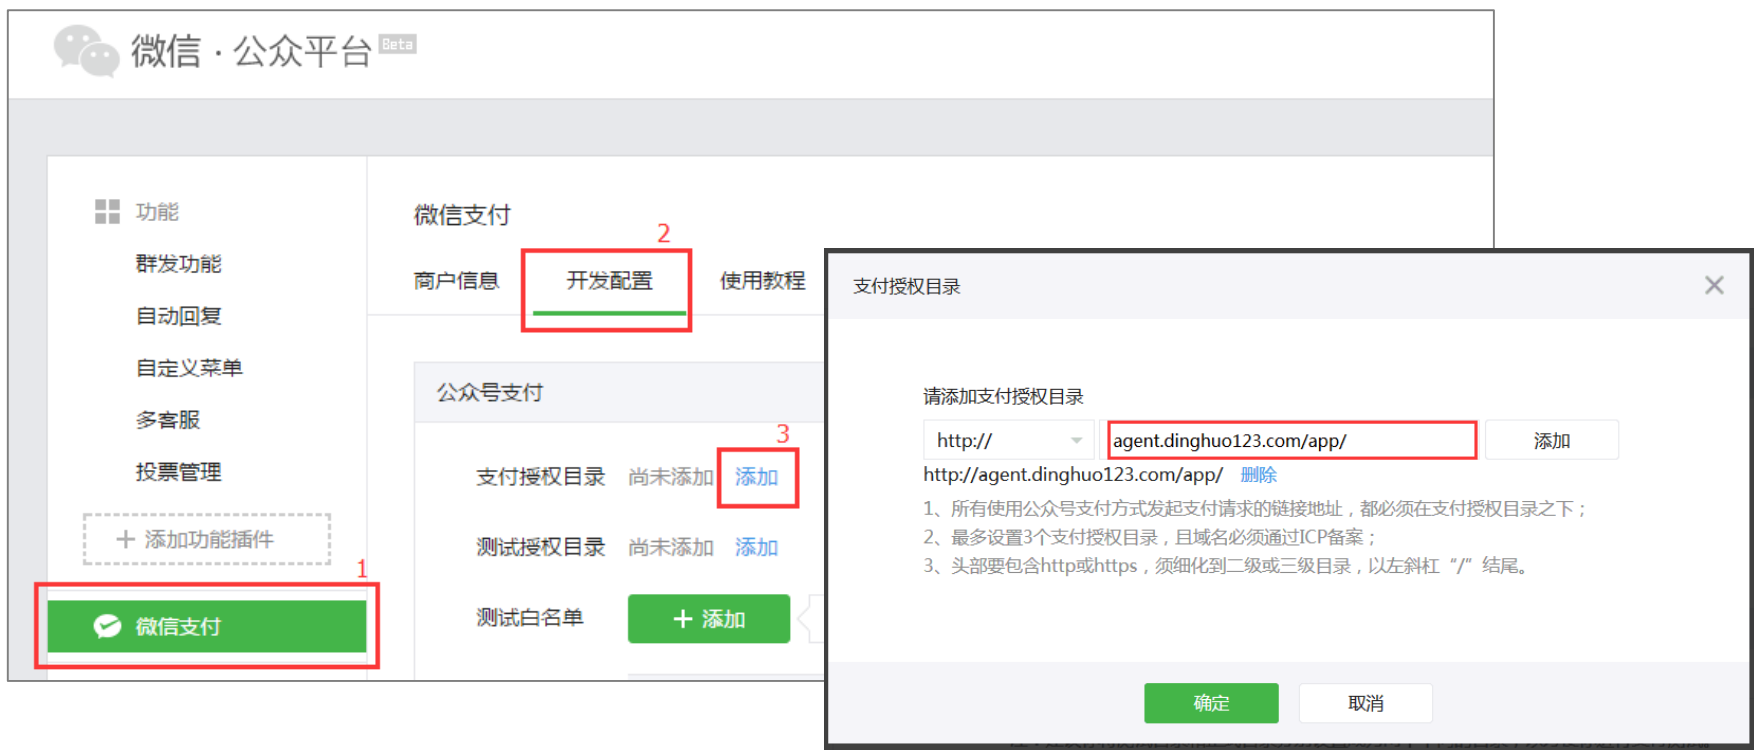 微信·公众平台 Beta
功能
群发功能
自动回复
自定义菜单
多客服
投票管理
+ 添加功能插件
1
微信支付
微信支付
2
商户信息 开发配置 使用教程
公众号支付
3
支付授权目录 尚未添加 添加
测试授权目录 尚未添加 添加
测试白名单 + 添加
支付授权目录
请添加支付授权目录
http:// agent.dinghuo123.com/app/ 添加
http://agent.dinghuo123.com/app/ 删除
1、所有使用公众号支付方式发起支付请求的链接地址，都必须在支付授权目录之下；
2、最多设置3个支付授权目录，且域名必须通过ICP备案；
3、头部要包含http或https，须细化到二级或三级目录，以左斜杠“/”结尾。
确定 取消